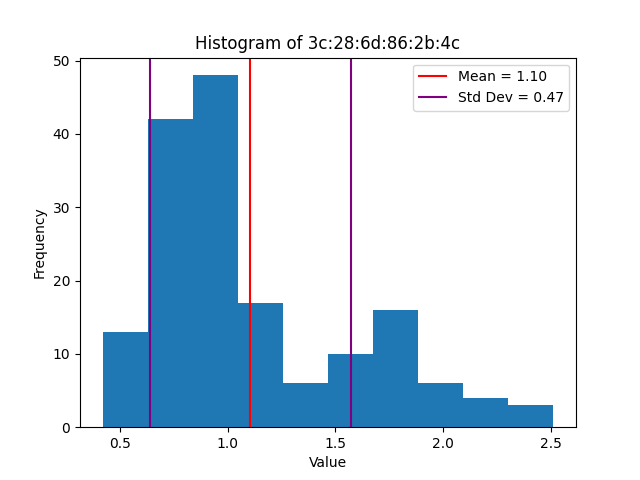 Histogram of 3c:28:6d:86:2b:4c
Mean = 1.10
Std Dev = 0.47
50
40
30
20
10
0
Frequency
0.5 1.0 1.5 2.0 2.5
Value